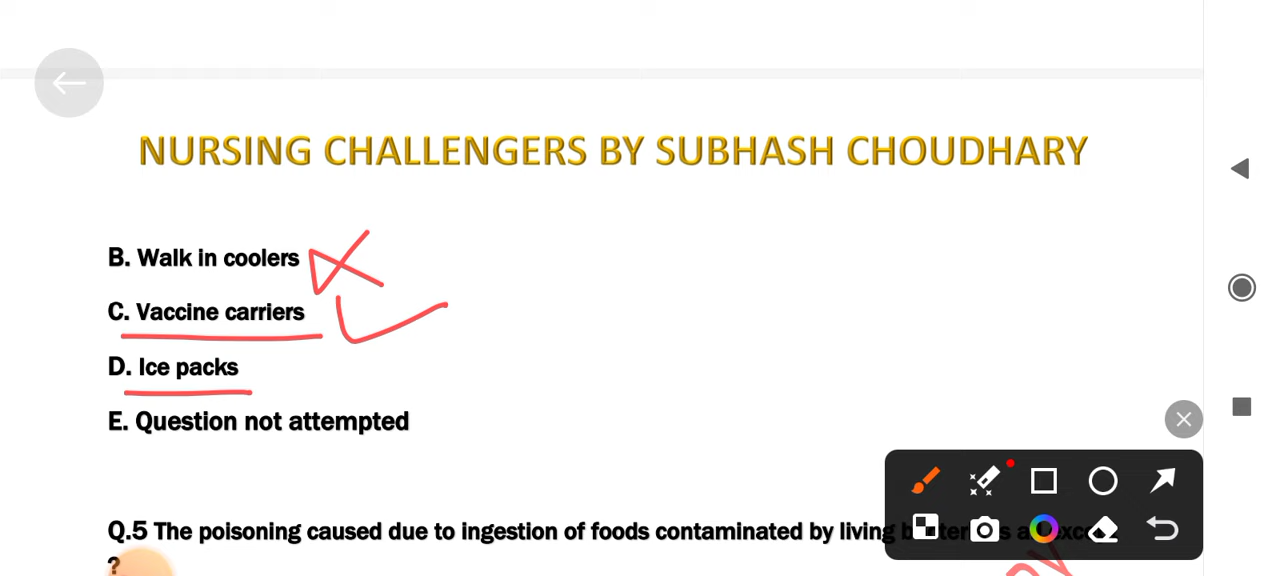 NURSING CHALLENGERS BY SUBHASH CHOUDHARY
B. Walk in coolers
C. Vaccine carriers
D. Ice packs
E. Question not attempted
Q.5 The poisoning caused due to ingestion of foods contaminated by living
?